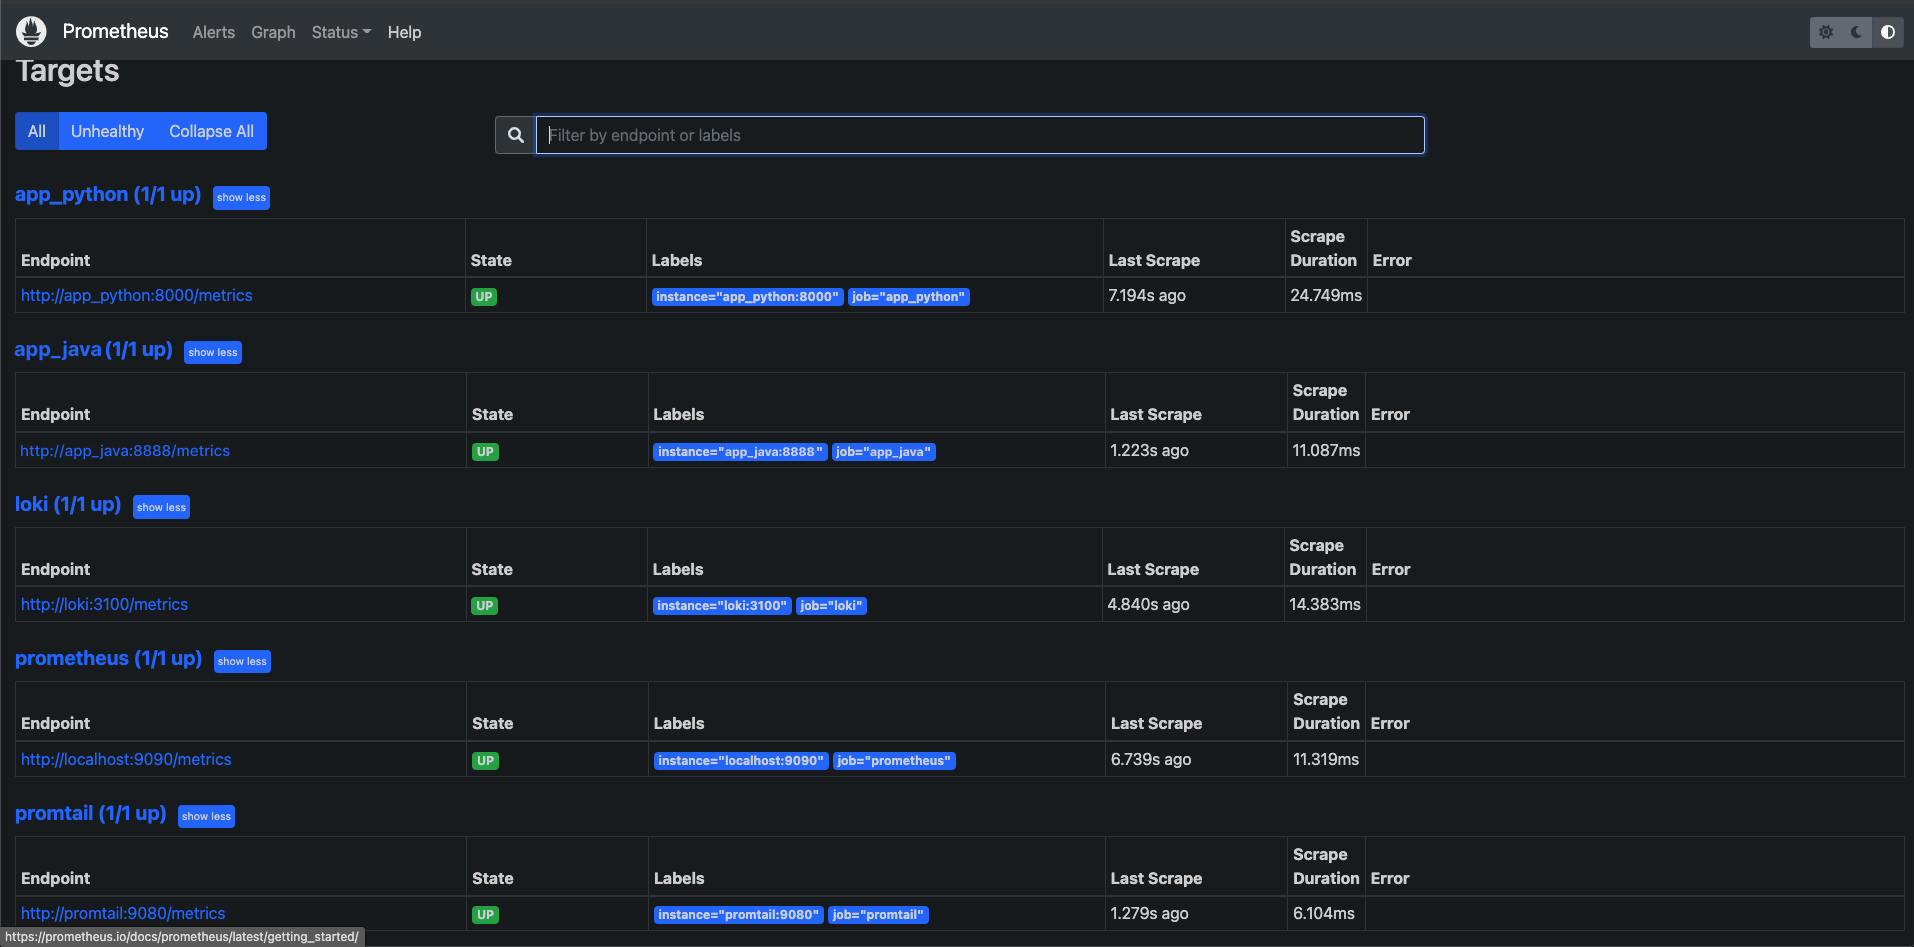 Prometheus Alerts Graph Status Help
Targets
All Unhealthy Collapse All
Filter by endpoint or labels
app_python (1/1 up) show less
Endpoint State Labels Last Scrape Scrape Duration Error
http://app_python:8000/metrics UP instance="app_python:8000" job="app_python" 7.194s ago 24.749ms
app_java (1/1 up) show less
Endpoint State Labels Last Scrape Scrape Duration Error
http://app_java:8888/metrics UP instance="app_java:8888" job="app_java" 1.223s ago 11.087ms
loki (1/1 up) show less
Endpoint State Labels Last Scrape Scrape Duration Error
http://loki:3100/metrics UP instance="loki:3100" job="loki" 4.840s ago 14.383ms
prometheus (1/1 up) show less
Endpoint State Labels Last Scrape Scrape Duration Error
http://localhost:9090/metrics UP instance="localhost:9090" job="prometheus" 6.739s ago 11.319ms
promtail (1/1 up) show less
Endpoint State Labels Last Scrape Scrape Duration Error
http://promtail:9080/metrics UP instance="promtail:9080" job="promtail" 1.279s ago 6.104ms
https://prometheus.io/docs/prometheus/latest/getting_started/